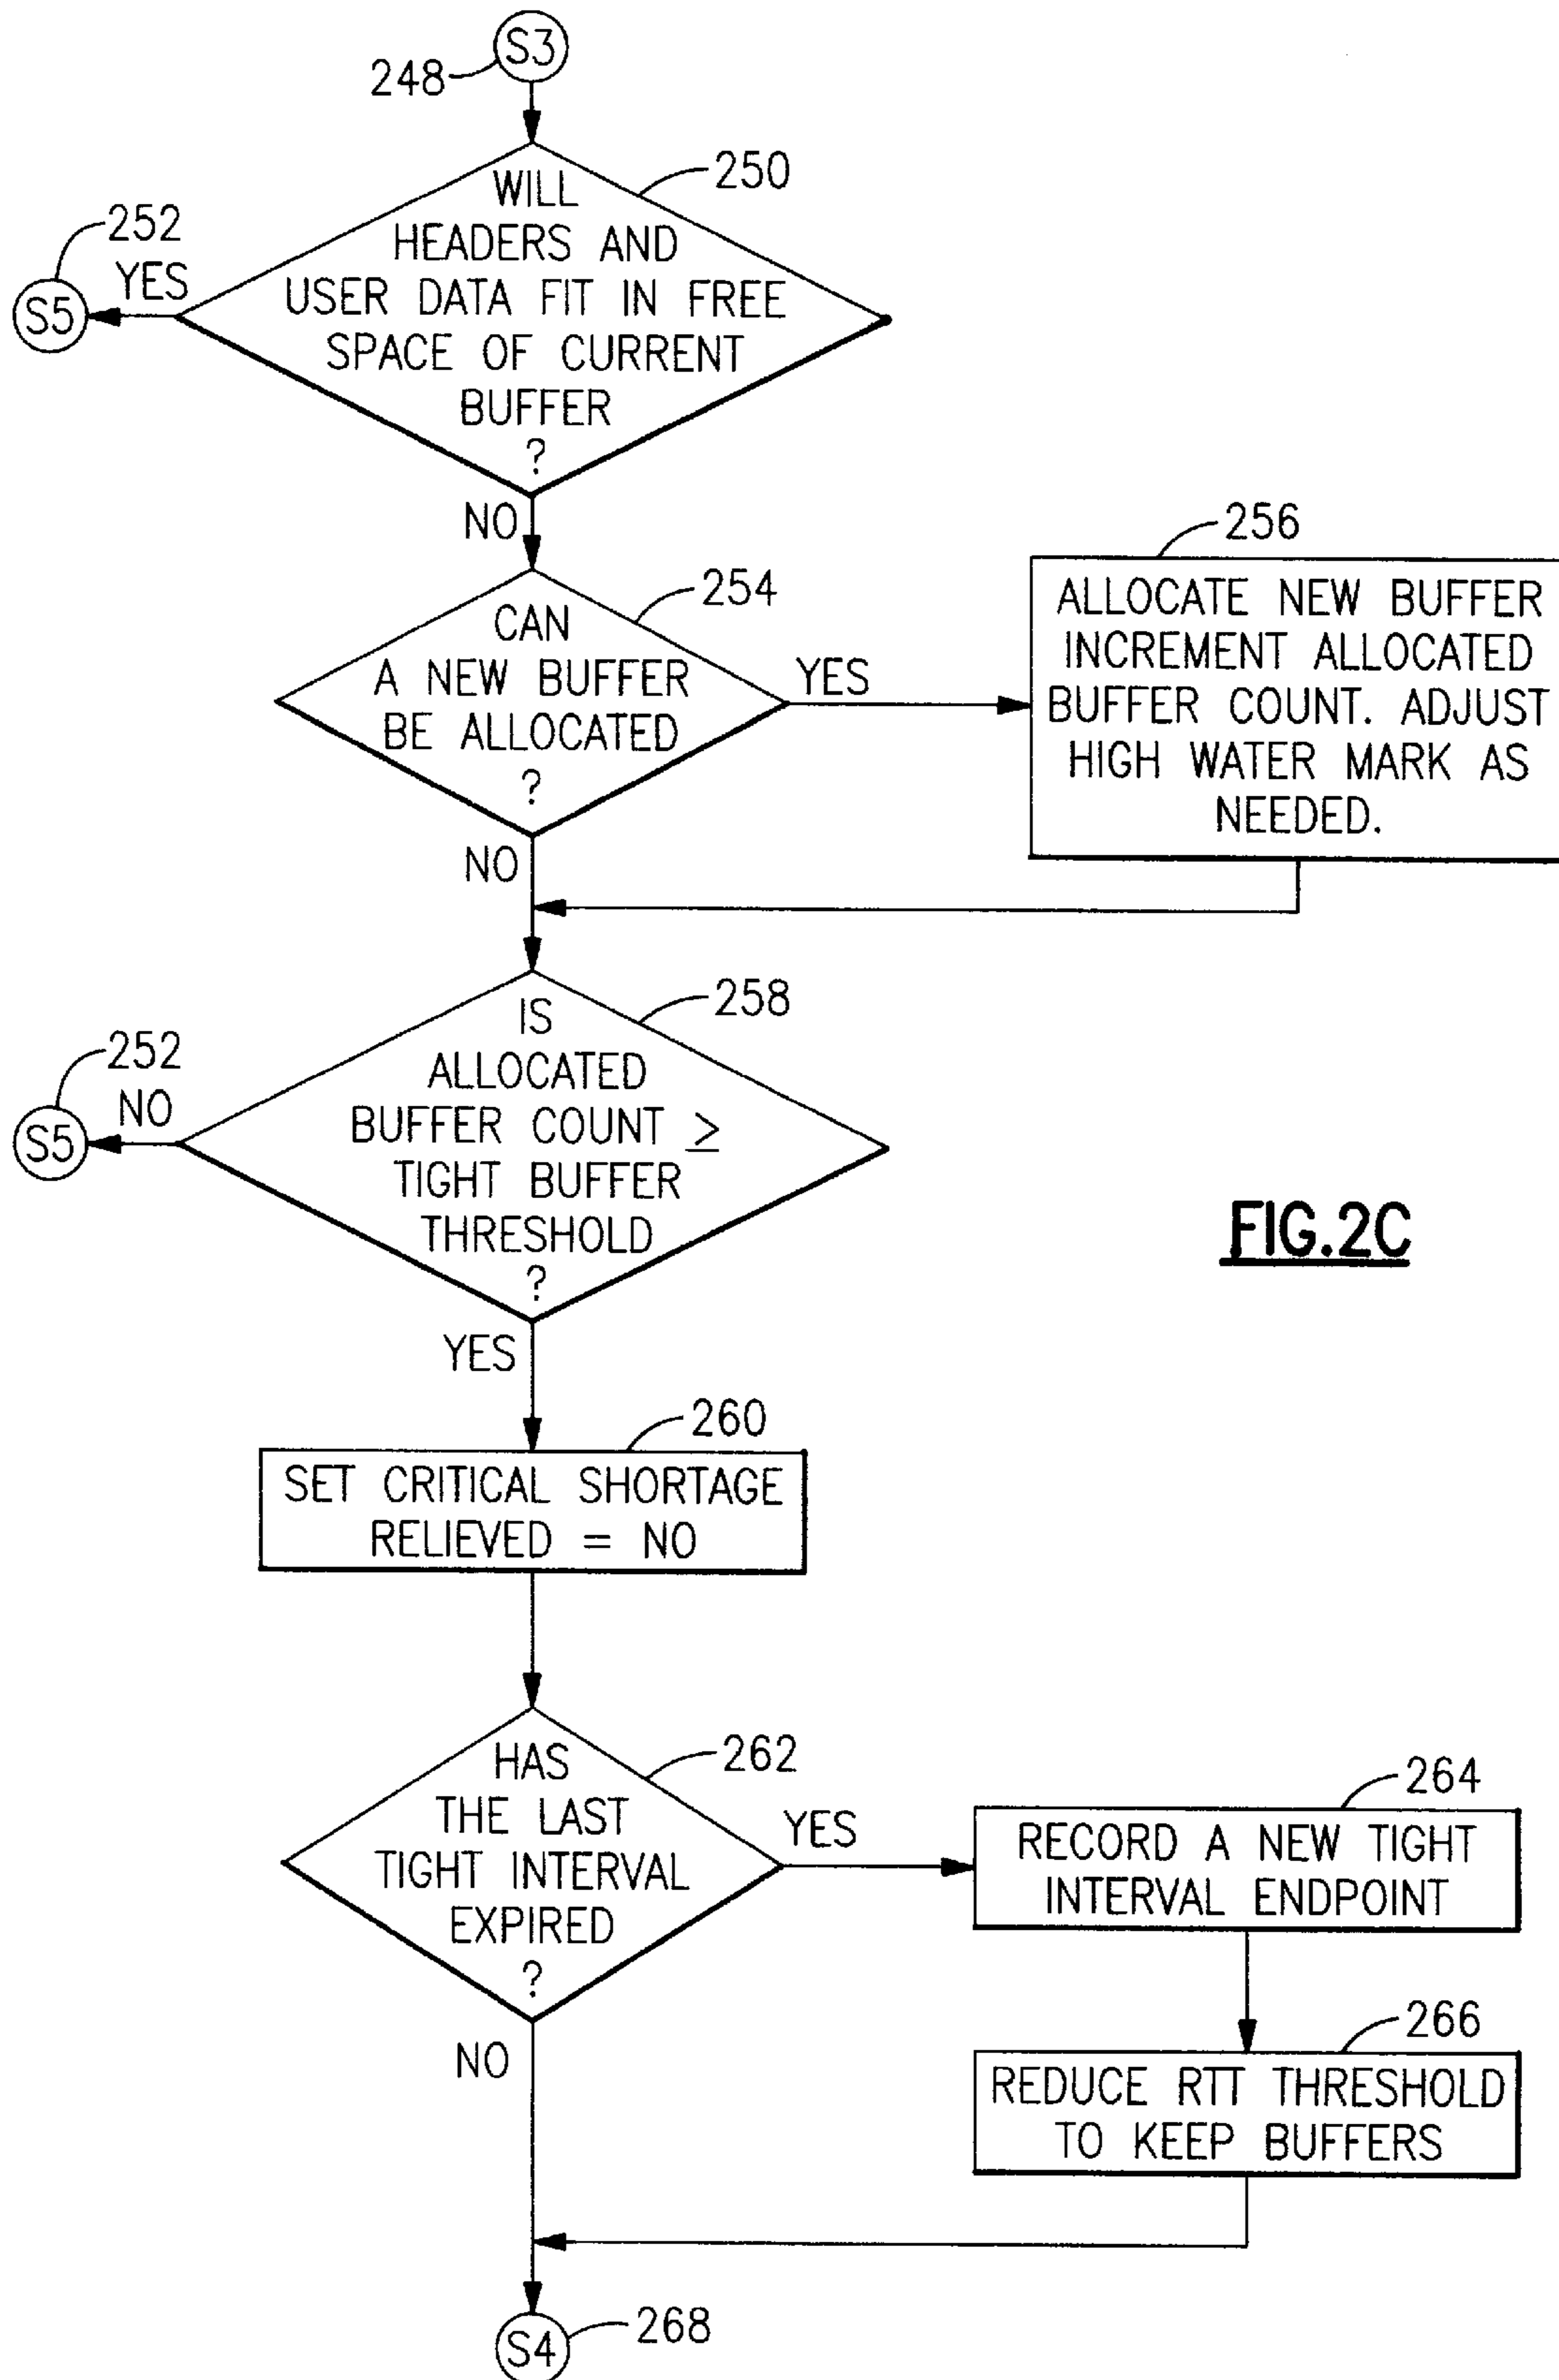 S3
248
WILL
HEADERS AND
USER DATA FIT IN FREE
SPACE OF CURRENT
BUFFER
?
250
252
YES
S5
NO
CAN
A NEW BUFFER
BE ALLOCATED
?
254
YES
256
ALLOCATE NEW BUFFER
INCREMENT ALLOCATED
BUFFER COUNT. ADJUST
HIGH WATER MARK AS
NEEDED.
NO
IS
ALLOCATED
BUFFER COUNT ≥
TIGHT BUFFER
THRESHOLD
?
258
252
NO
S5
FIG.2C
YES
260
SET CRITICAL SHORTAGE
RELIEVED = NO
HAS
THE LAST
TIGHT INTERVAL
EXPIRED
?
262
YES
264
RECORD A NEW TIGHT
INTERVAL ENDPOINT
266
REDUCE RTT THRESHOLD
TO KEEP BUFFERS
NO
S4
268